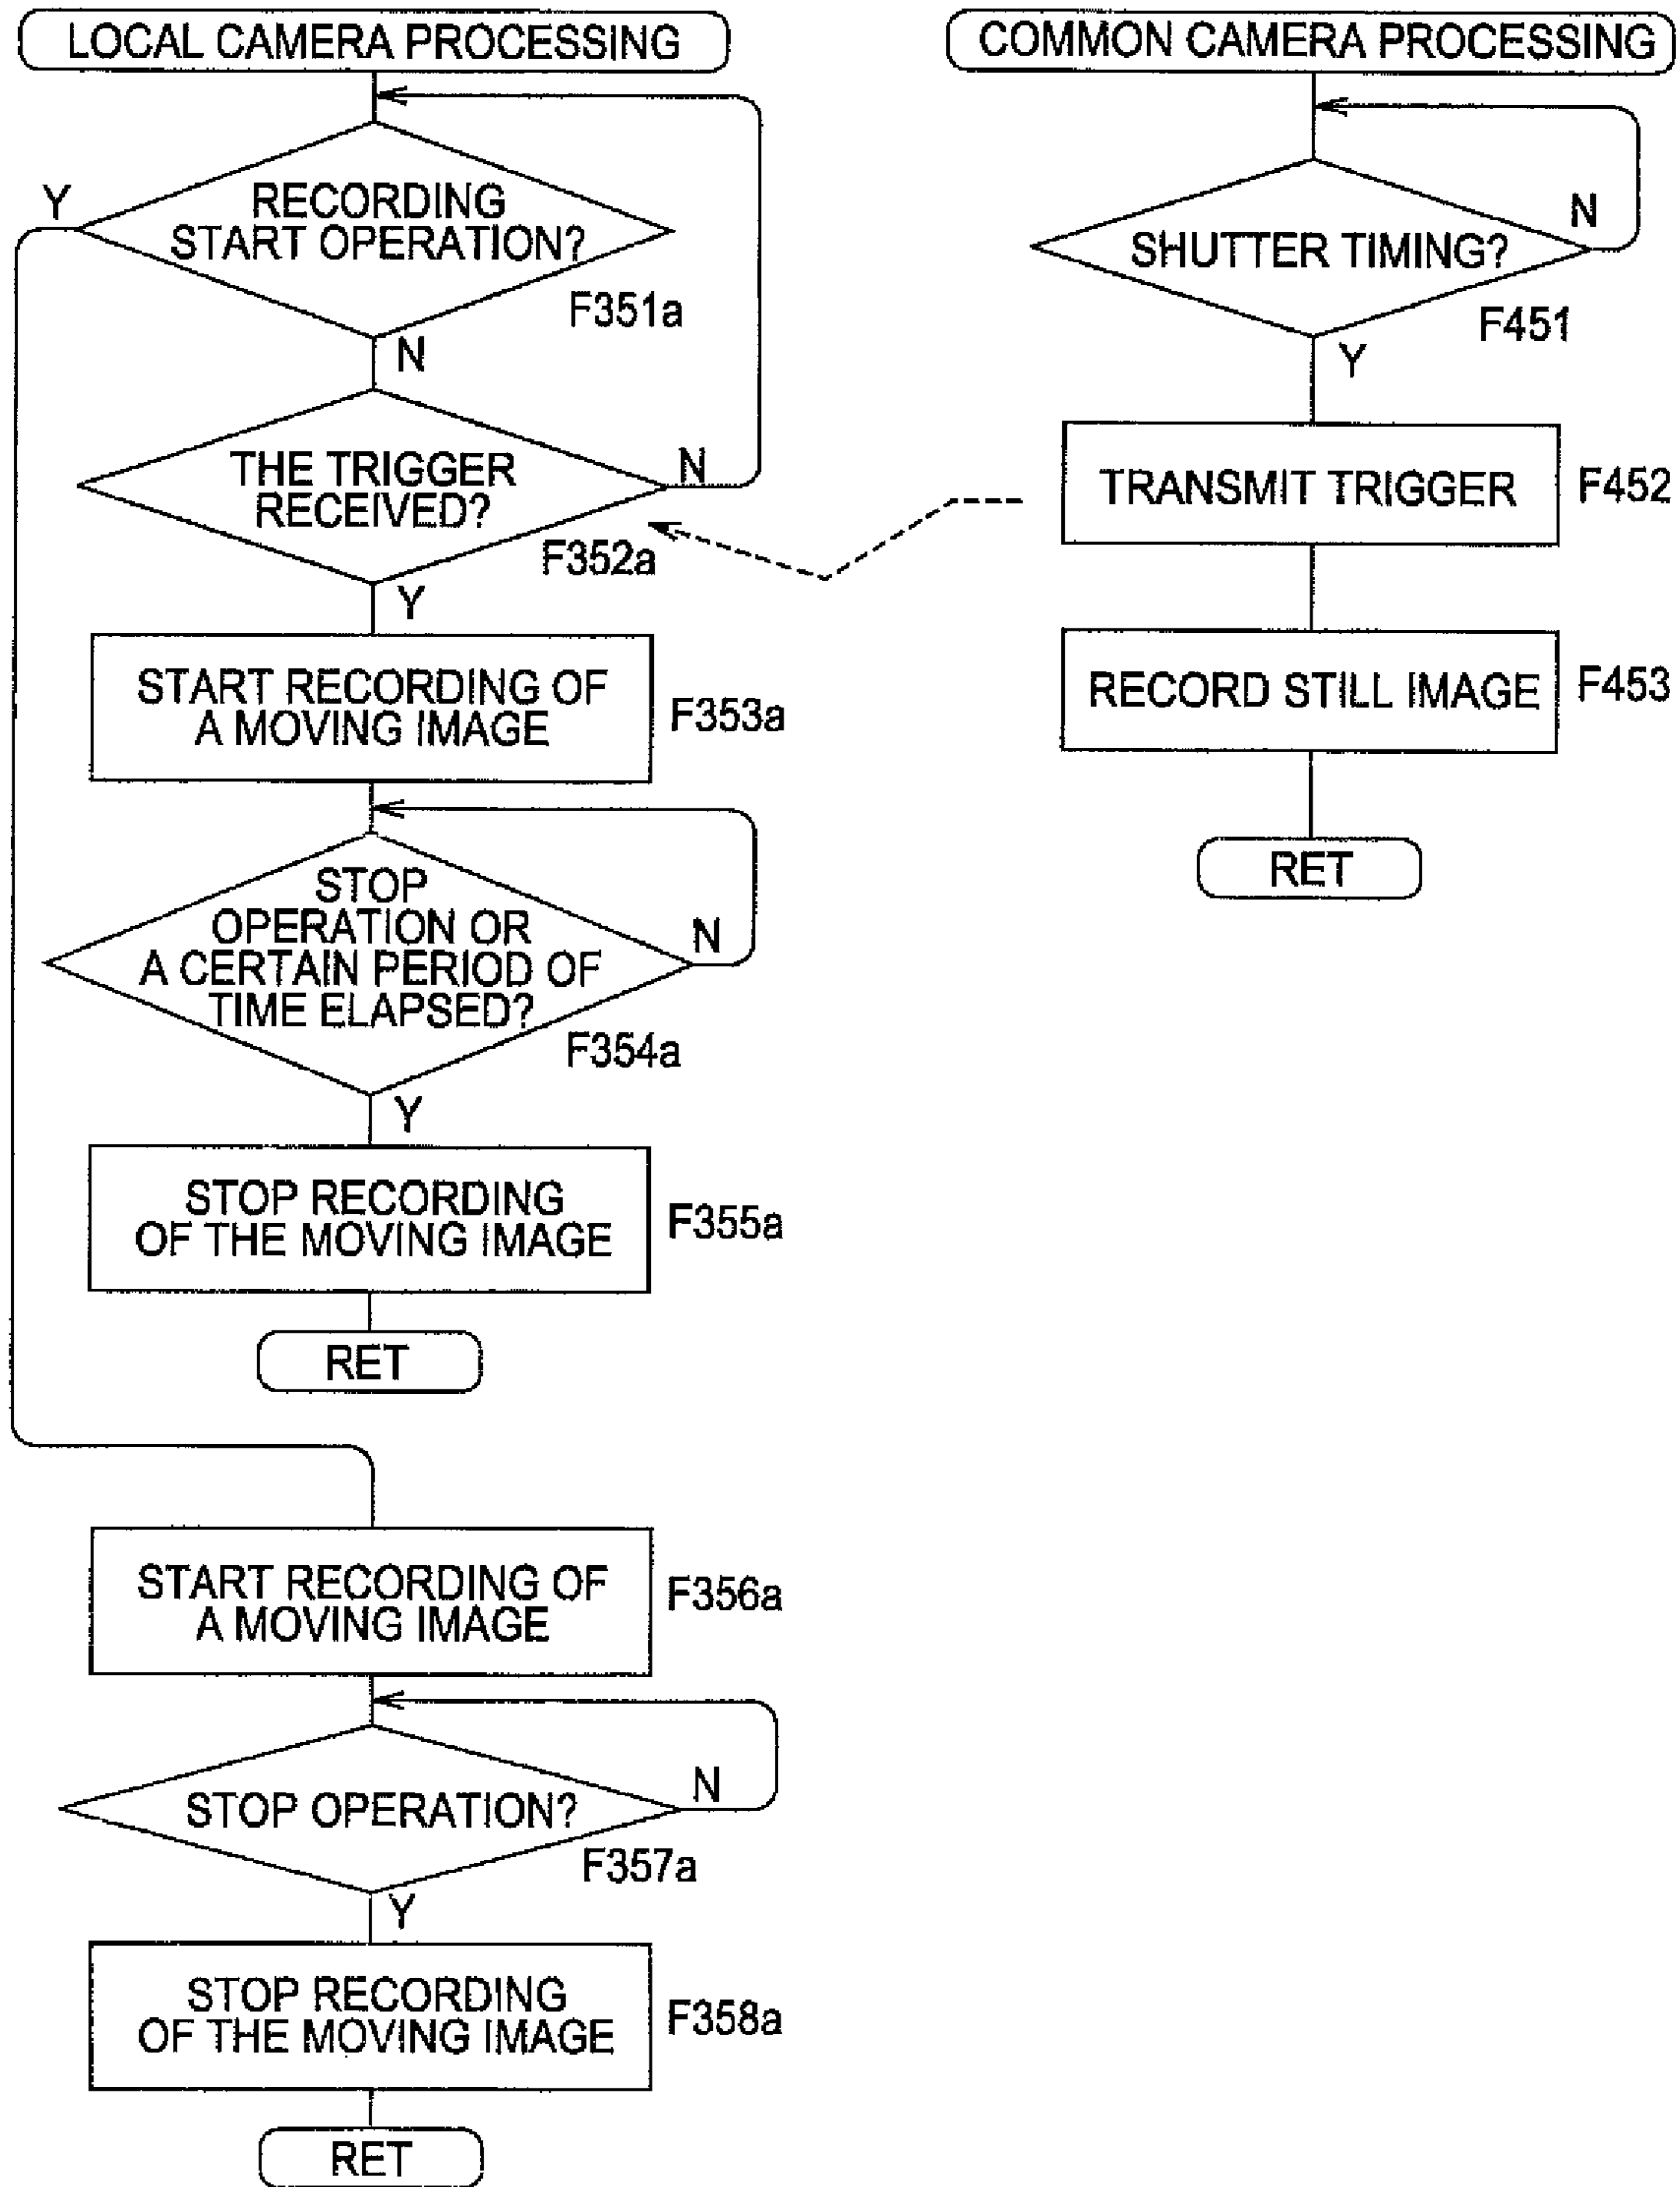 LOCAL CAMERA PROCESSING
Y
RECORDING
START OPERATION?
F351a
N
THE TRIGGER
RECEIVED?
N
F352a
Y
START RECORDING OF
A MOVING IMAGE
F353a
STOP
OPERATION OR
A CERTAIN PERIOD OF
TIME ELAPSED?
N
F354a
Y
STOP RECORDING
OF THE MOVING IMAGE
F355a
RET
START RECORDING OF
A MOVING IMAGE
F356a
STOP OPERATION?
N
F357a
Y
STOP RECORDING
OF THE MOVING IMAGE
F358a
RET
COMMON CAMERA PROCESSING
SHUTTER TIMING?
N
F451
Y
TRANSMIT TRIGGER
F452
RECORD STILL IMAGE
F453
RET